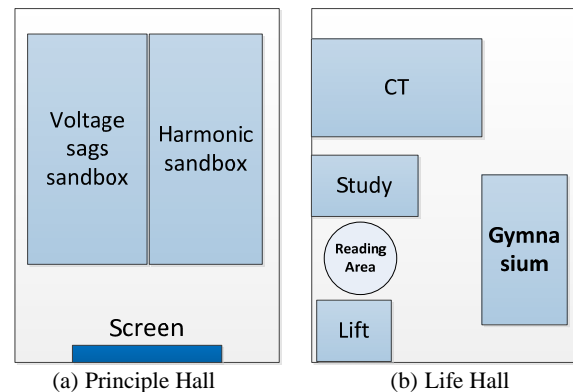 Voltage
sags
sandbox
Harmonic
sandbox
Screen
(a) Principle Hall
CT
Study
Reading
Area
Lift
Gymna
sium
(b) Life Hall